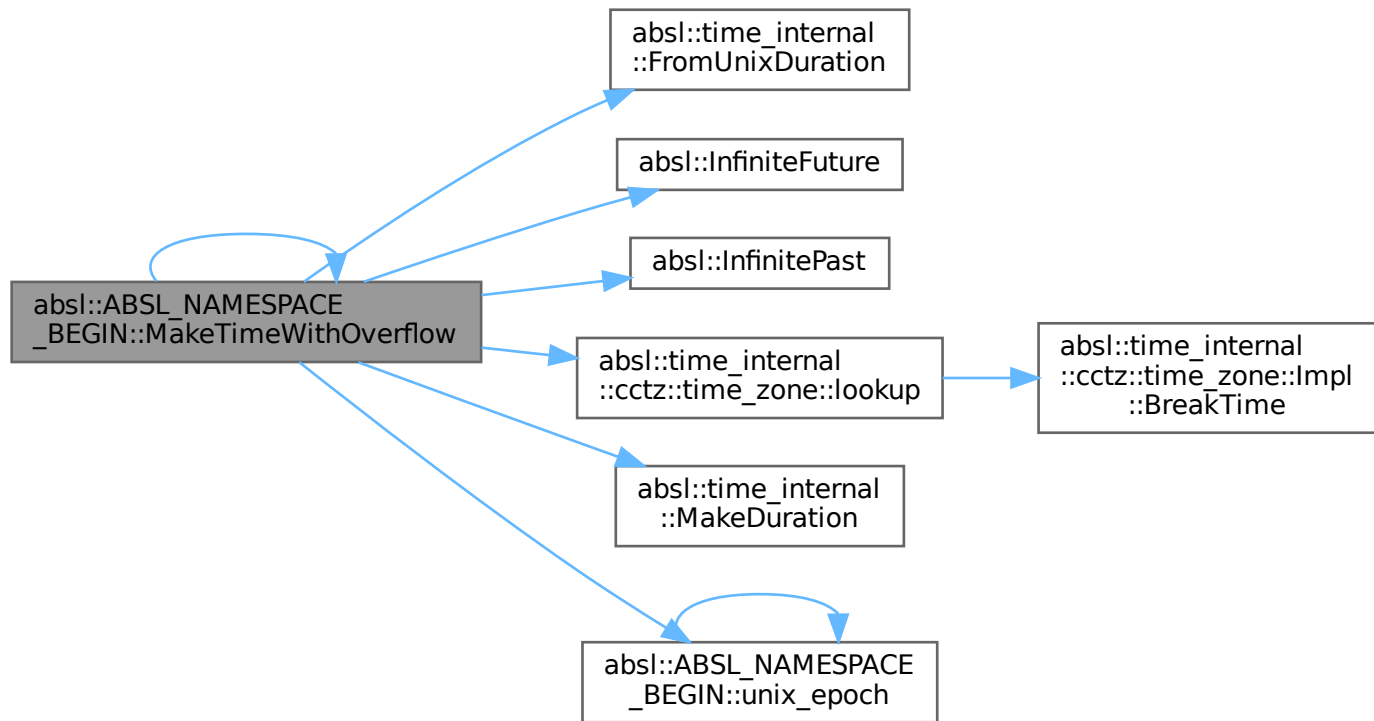 absl::time_internal
::FromUnixDuration
absl::InfiniteFuture
absl::InfinitePast
absl::ABSL_NAMESPACE
_BEGIN::MakeTimeWithOverflow
absl::time_internal
::cctz::time_zone::lookup
absl::time_internal
::cctz::time_zone::Impl
::BreakTime
absl::time_internal
::MakeDuration
absl::ABSL_NAMESPACE
_BEGIN::unix_epoch